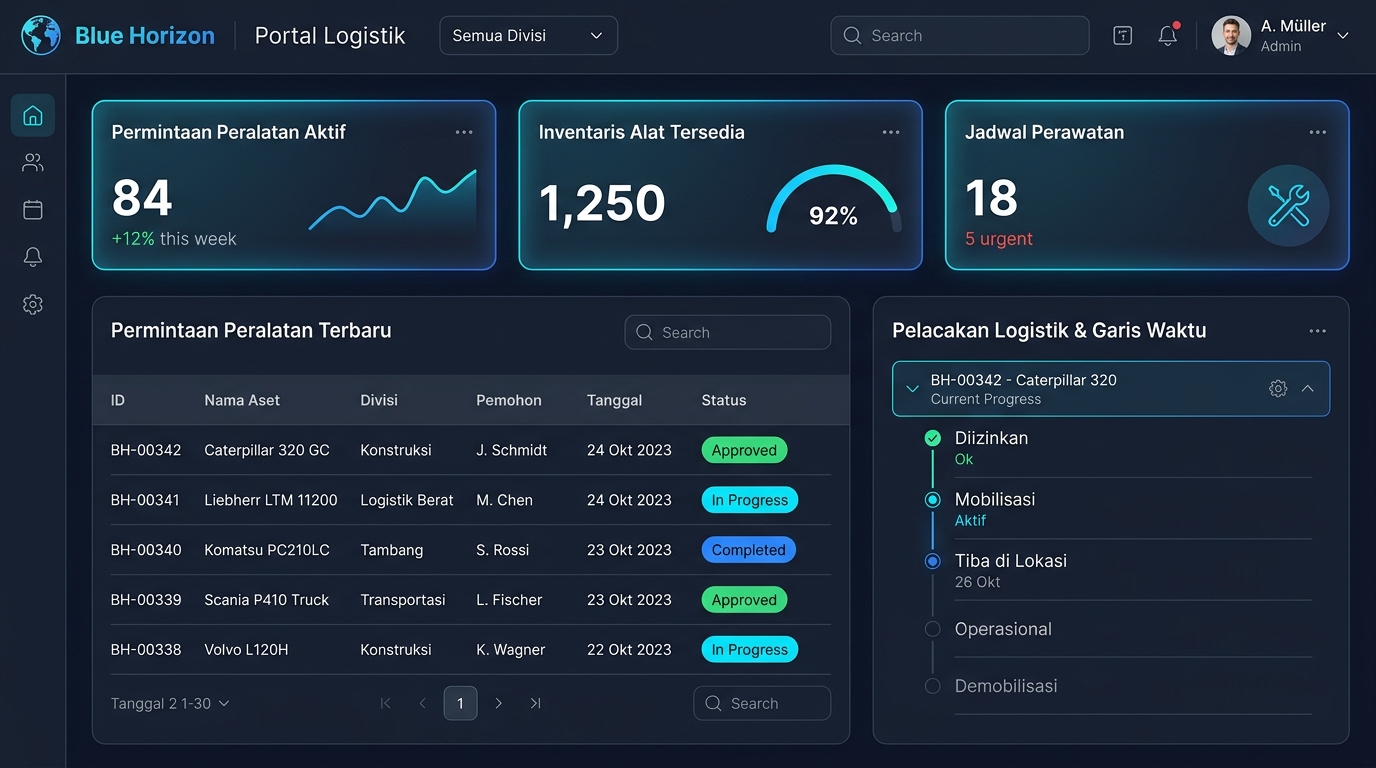 Blue Horizon
Portal Logistik
Semua Divisi
Search
A. Müller
Admin
Permintaan Peralatan Aktif
84
+12% this week
Inventaris Alat Tersedia
1,250
92%
Jadwal Perawatan
18
5 urgent
Permintaan Peralatan Terbaru
Search
ID Nama Aset Divisi Pemohon Tanggal Status
BH-00342 Caterpillar 320 GC Konstruksi J. Schmidt 24 Okt 2023 Approved
BH-00341 Liebherr LTM 11200 Logistik Berat M. Chen 24 Okt 2023 In Progress
BH-00340 Komatsu PC210LC Tambang S. Rossi 23 Okt 2023 Completed
BH-00339 Scania P410 Truck Transportasi L. Fischer 23 Okt 2023 Approved
BH-00338 Volvo L120H Konstruksi K. Wagner 22 Okt 2023 In Progress
Tanggal 2 1-30
1
Search
Pelacakan Logistik & Garis Waktu
BH-00342 - Caterpillar 320
Current Progress
Diizinkan
Ok
Mobilisasi
Aktif
Tiba di Lokasi
26 Okt
Operasional
Demobilisasi